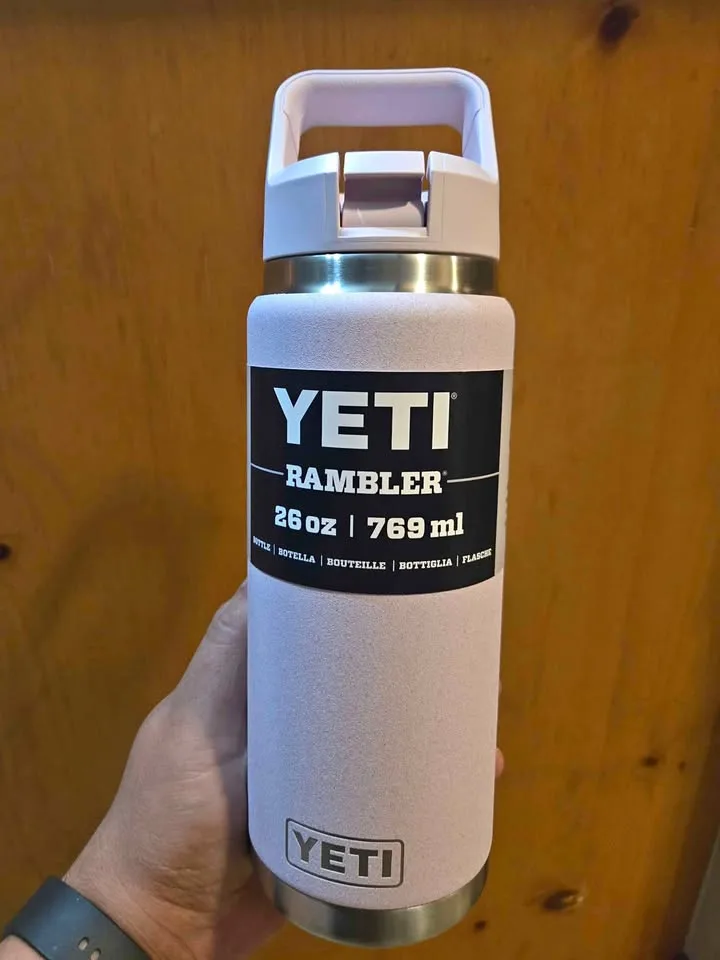 YETI®
RAMBLER®
26 oz | 769 ml
BOTTLE | BOTELLA | BOUTEILLE | BOTTIGLIA | FLASCHE
YETI